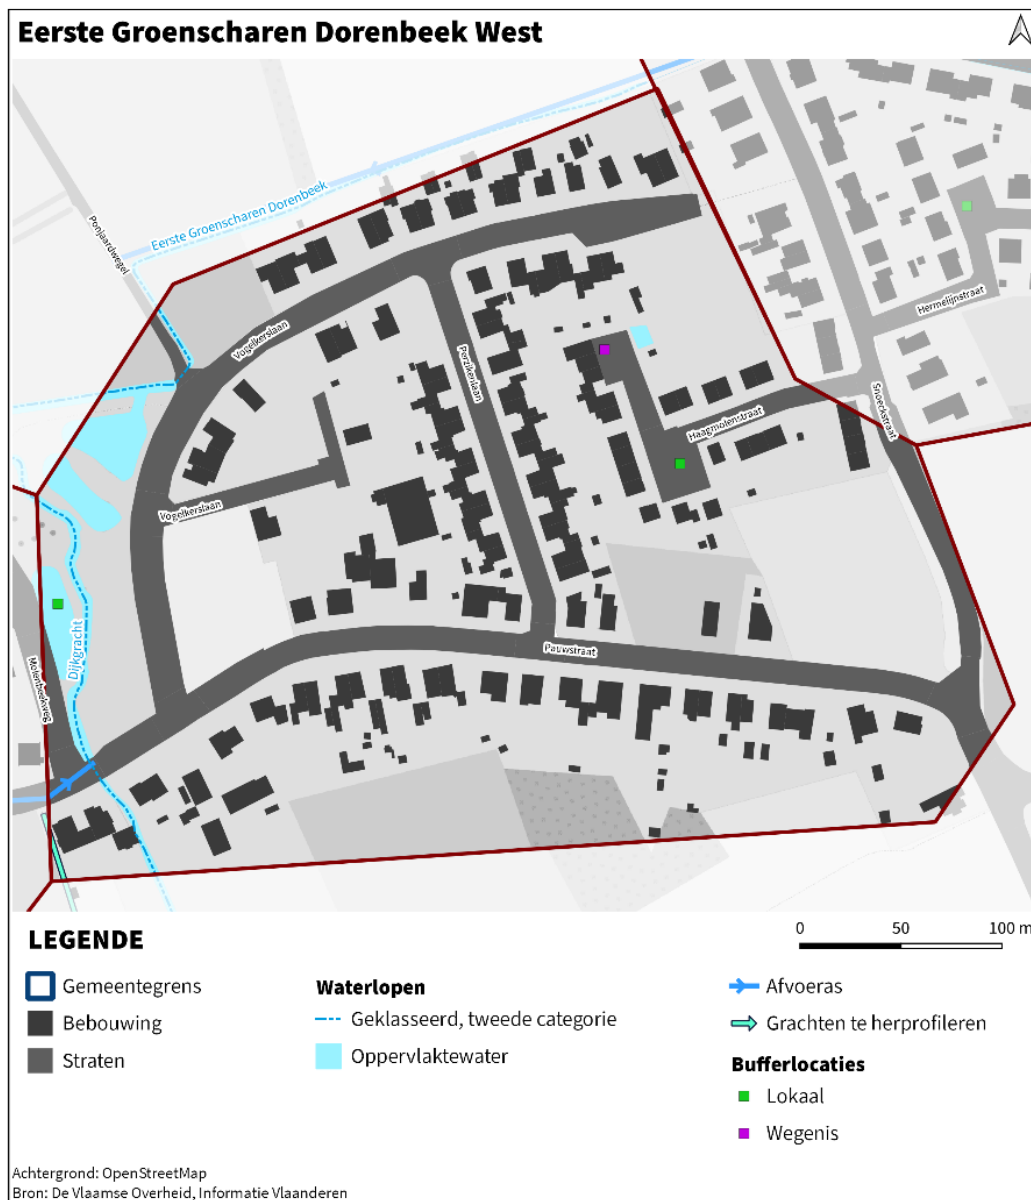 Eerste Groenscharen Dorenbeek West
Eerste Groenscharen Dorenbeek
Ponjaardwegel
Vogelkerslaan
Perzikenlaan
Hermelijnstraat
Snoeckstraat
Haagmolenstraat
Vogelkerslaan
Dijkgracht
Molenbeekweg
Pauwstraat
LEGENDE
0 50 100 m
Gemeentegrens
Bebouwing
Straten
Waterlopen
Geklasseerd, tweede categorie
Oppervlaktewater
Afvoeras
Grachten te herprofileren
Bufferlocaties
Lokaal
Wegenis
Achtergrond: OpenStreetMap
Bron: De Vlaamse Overheid, Informatie Vlaanderen